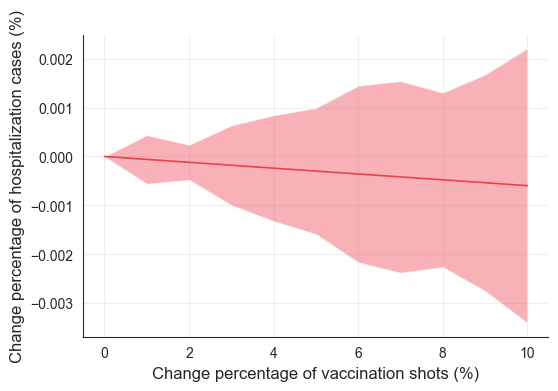 Change percentage of hospitalization cases (%)
0.002
0.001
0.000
−0.001
−0.002
−0.003
0 2 4 6 8 10
Change percentage of vaccination shots (%)